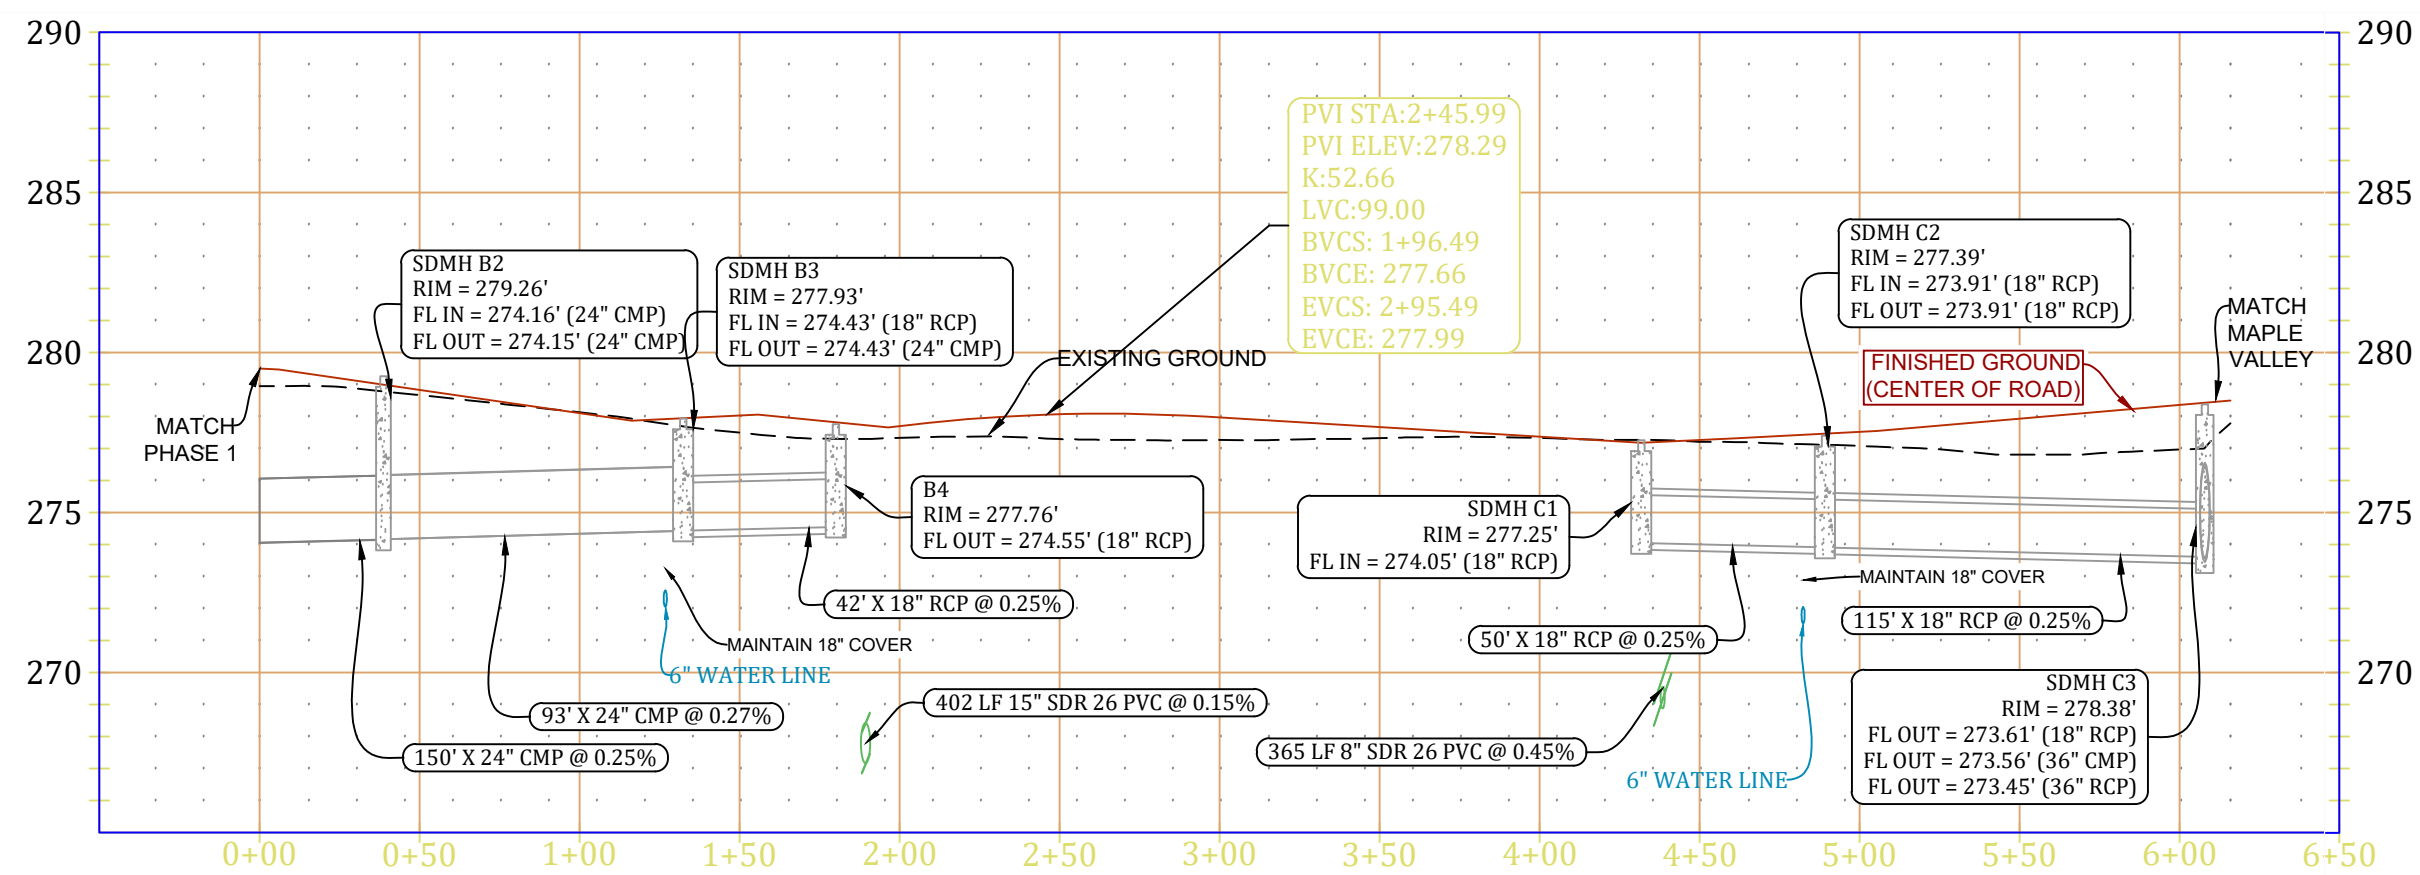 290
290
285
285
280
280
275
275
270
270
PVI STA:2+45.99
PVI ELEV:278.29
K:52.66
LVC:99.00
BVCS: 1+96.49
BVCE: 277.66
EVCS: 2+95.49
EVCE: 277.99
SDMH B2
RIM = 279.26'
FL IN = 274.16' (24" CMP)
FL OUT = 274.15' (24" CMP)
SDMH B3
RIM = 277.93'
FL IN = 274.43' (18" RCP)
FL OUT = 274.43' (24" CMP)
SDMH C2
RIM = 277.39'
FL IN = 273.91' (18" RCP)
FL OUT = 273.91' (18" RCP)
MATCH
MAPLE
VALLEY
EXISTING GROUND
FINISHED GROUND
(CENTER OF ROAD)
MATCH
PHASE 1
B4
RIM = 277.76'
FL OUT = 274.55' (18" RCP)
SDMH C1
RIM = 277.25'
FL IN = 274.05' (18" RCP)
MAINTAIN 18" COVER
42' X 18" RCP @ 0.25%
115' X 18" RCP @ 0.25%
MAINTAIN 18" COVER
50' X 18" RCP @ 0.25%
6" WATER LINE
SDMH C3
RIM = 278.38'
FL OUT = 273.61' (18" RCP)
FL OUT = 273.56' (36" CMP)
FL OUT = 273.45' (36" RCP)
402 LF 15" SDR 26 PVC @ 0.15%
93' X 24" CMP @ 0.27%
150' X 24" CMP @ 0.25%
365 LF 8" SDR 26 PVC @ 0.45%
6" WATER LINE
0+00
0+50
1+00
1+50
2+00
2+50
3+00
3+50
4+00
4+50
5+00
5+50
6+00
6+50